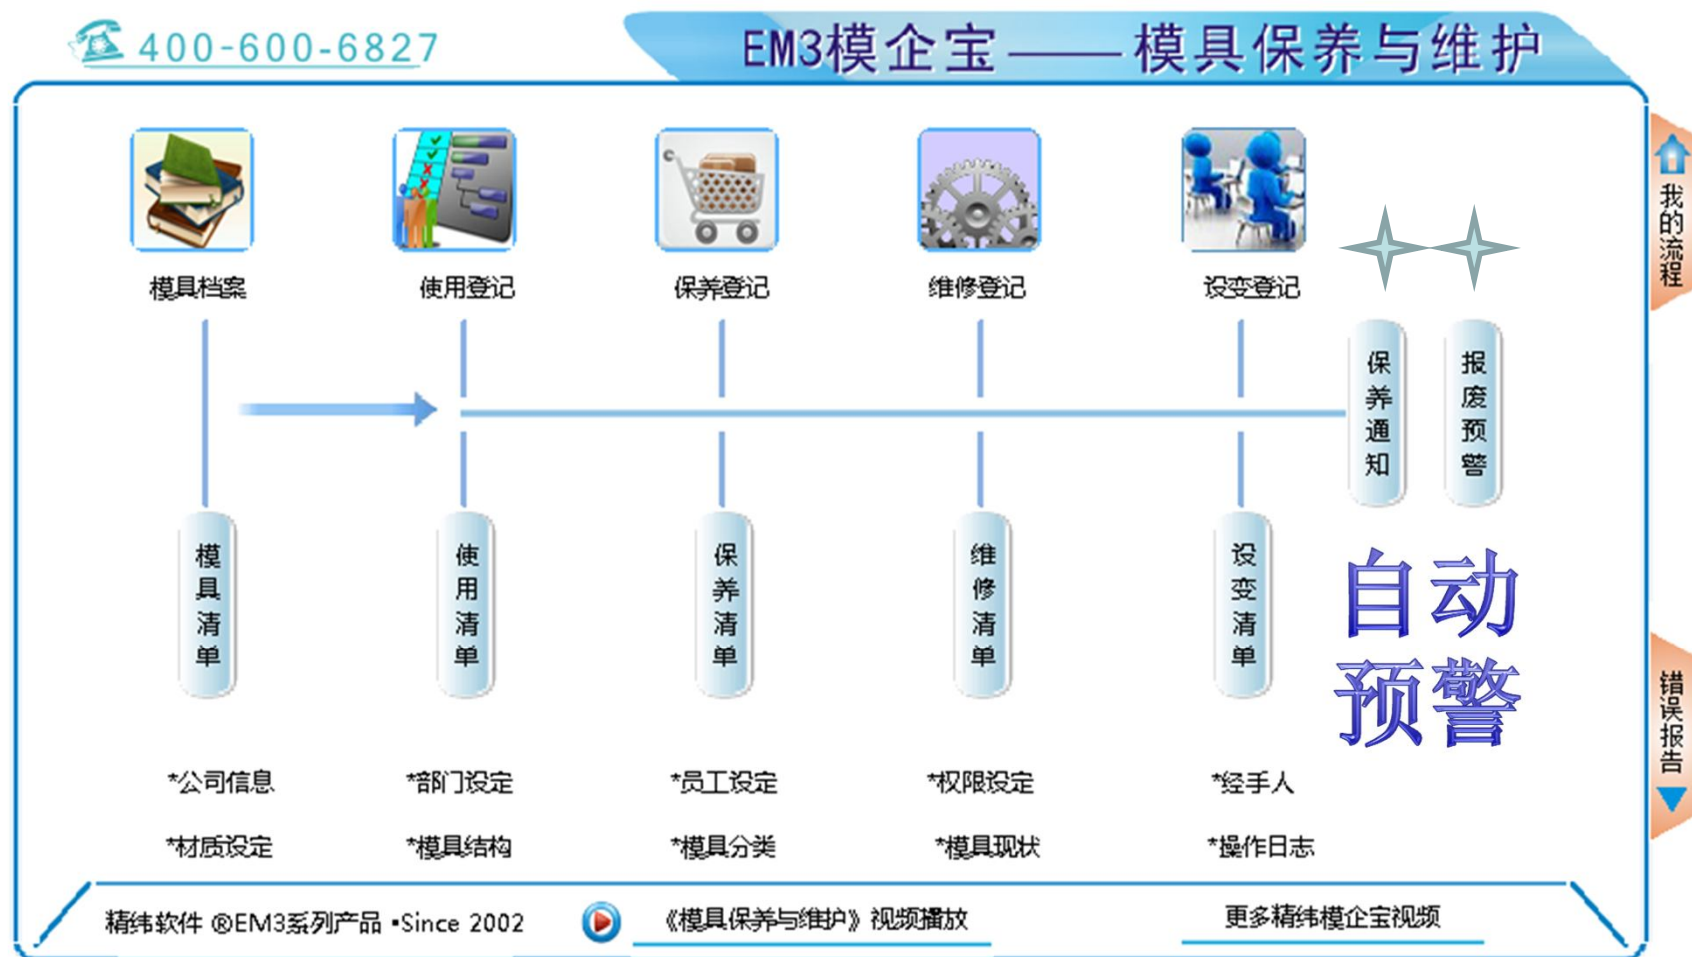 400-600-6827
EM3模企宝——模具保养与维护
我的流程
模具档案
使用登记
保养登记
维修登记
设变登记
保养通知
报废预警
模具清单
使用清单
保养清单
维修清单
设变清单
自动
预警
错误报告
*公司信息
*部门设定
*员工设定
*权限设定
*经手人
*材质设定
*模具结构
*模具分类
*模具现状
*操作日志
精纬软件 ®EM3系列产品 ▪Since 2002
《模具保养与维护》视频播放
更多精纬模企宝视频